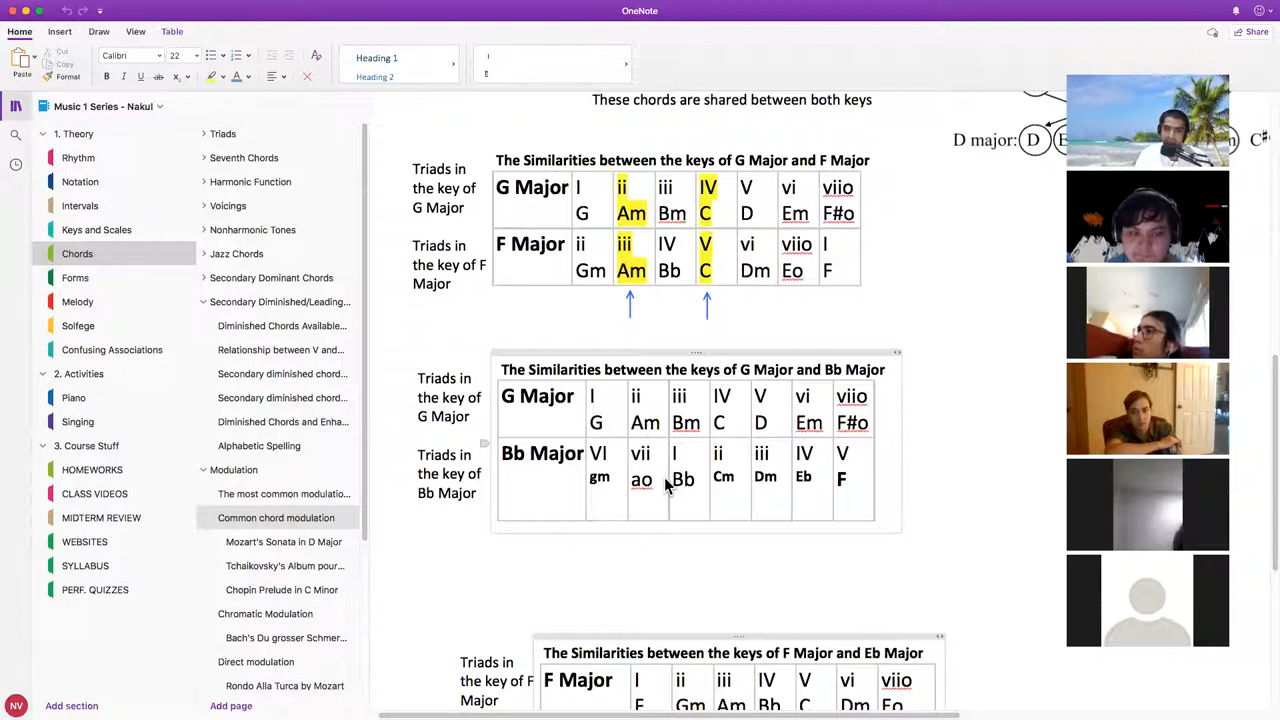 OneNote
Home Insert Draw View Table
Share
Paste
Cut
Copy
Format
Calibri 22
B I U ab x₂ A
Heading 1
Heading 2
Music 1 Series - Nakul
1. Theory
Rhythm
Notation
Intervals
Keys and Scales
Chords
Forms
Melody
Solfege
Confusing Associations
2. Activities
Piano
Singing
3. Course Stuff
HOMEWORKS
CLASS VIDEOS
MIDTERM REVIEW
WEBSITES
SYLLABUS
PERF. QUIZZES
NV
Add section
Triads
Seventh Chords
Harmonic Function
Voicings
Nonharmonic Tones
Jazz Chords
Secondary Dominant Chords
Secondary Diminished/Leading...
Diminished Chords Available...
Relationship between V and...
Secondary diminished chord...
Secondary diminished chord...
Diminished Chords and Enha...
Alphabetic Spelling
Modulation
The most common modulatio...
Common chord modulation
Mozart's Sonata in D Major
Tchaikovsky's Album pour...
Chopin Prelude in C Minor
Chromatic Modulation
Bach's Du grosser Schmer...
Direct modulation
Rondo Alla Turca by Mozart
Add page
These chords are shared between both keys
D major: D
C#
Triads in
the key of
G Major
The Similarities between the keys of G Major and F Major
G Major I ii iii IV V vi viio
G Am Bm C D Em F#o
Triads in
the key of F
Major
F Major ii iii IV V vi viio I
Gm Am Bb C Dm Eo F
Triads in
the key of
G Major
The Similarities between the keys of G Major and Bb Major
G Major I ii iii IV V vi viio
G Am Bm C D Em F#o
Triads in
the key of
Bb Major
Bb Major VI vii I ii iii IV V
gm ao Bb Cm Dm Eb F
Triads in
the key of F
Major
The Similarities between the keys of F Major and Eb Major
F Major I ii iii IV V vi viio
F Gm Am Bb C Dm Eo